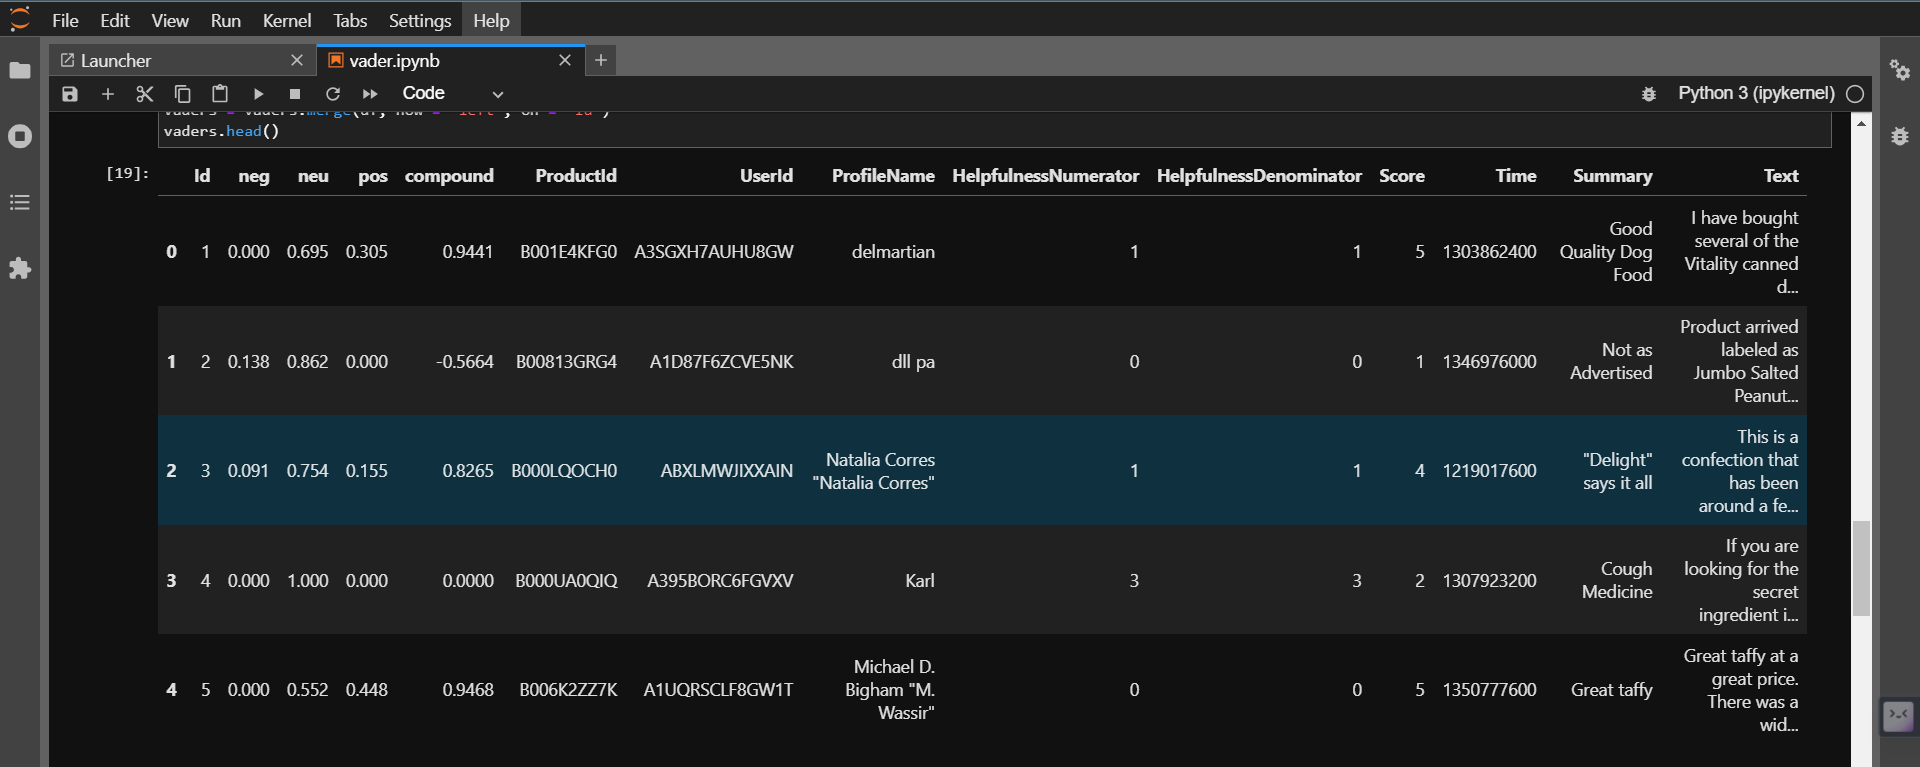 File Edit View Run Kernel Tabs Settings Help
Launcher
vader.ipynb
Code
Python 3 (ipykernel)
vaders = vaders.merge(df, how = 'left', on = 'Id')
vaders.head()
[19]:
Id neg neu pos compound ProductId UserId ProfileName HelpfulnessNumerator HelpfulnessDenominator Score Time Summary Text
0 1 0.000 0.695 0.305 0.9441 B001E4KFG0 A3SGXH7AUHU8GW delmartian 1 1 5 1303862400 Good
Quality Dog
Food
I have bought
several of the
Vitality canned
d...
1 2 0.138 0.862 0.000 -0.5664 B00813GRG4 A1D87F6ZCVE5NK dll pa 0 0 1 1346976000 Not as
Advertised
Product arrived
labeled as
Jumbo Salted
Peanut...
2 3 0.091 0.754 0.155 0.8265 B000LQOCH0 ABXLMWJIXXAIN Natalia Corres
"Natalia Corres"
1 1 4 1219017600 "Delight"
says it all
This is a
confection that
has been
around a fe...
3 4 0.000 1.000 0.000 0.0000 B000UA0QIQ A395BORC6FGVXV Karl 3 3 2 1307923200 Cough
Medicine
If you are
looking for the
secret
ingredient i...
4 5 0.000 0.552 0.448 0.9468 B006K2ZZ7K A1UQRSCLF8GW1T Michael D.
Bigham "M.
Wassir"
0 0 5 1350777600 Great taffy
Great taffy at a
great price.
There was a
wid...